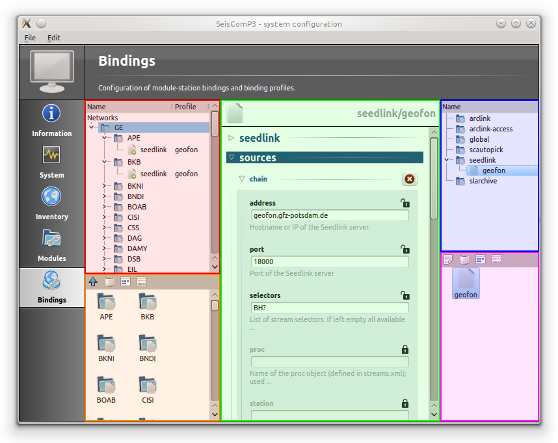 SeisComP3 - system configuration
File Edit
Bindings
Configuration of module-station bindings and binding profiles.
Information
System
Inventory
Modules
Bindings
Name Profile
Networks
GE
APE
seedlink geofon
BKB
seedlink geofon
BKNI
BNDI
BOAB
CISI
CSS
DAG
DAMY
DSB
EIL
APE BKB
BKNI BNDI
BOAB CISI
seedlink/geofon
seedlink
sources
chain
address
geofon.gfz-potsdam.de
Hostname or IP of the Seedlink server.
port
18000
Port of the Seedlink server
selectors
BH?
List of stream selectors. If left empty all available
...
proc
Name of the proc object (defined in streams.xml);
used ...
station
Name
arclink
arclink-access
global
scautopick
seedlink
geofon
slarchive
geofon